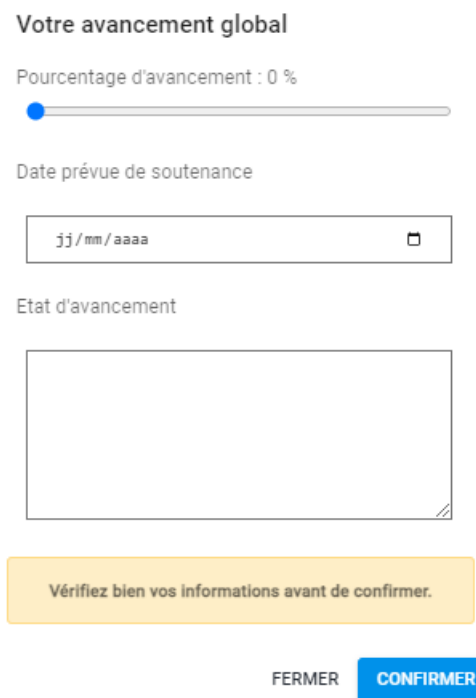 Votre avancement global
Pourcentage d'avancement : 0 %
Date prévue de soutenance
jj/mm/aaaa
Etat d'avancement
Vérifiez bien vos informations avant de confirmer.
FERMER CONFIRMER